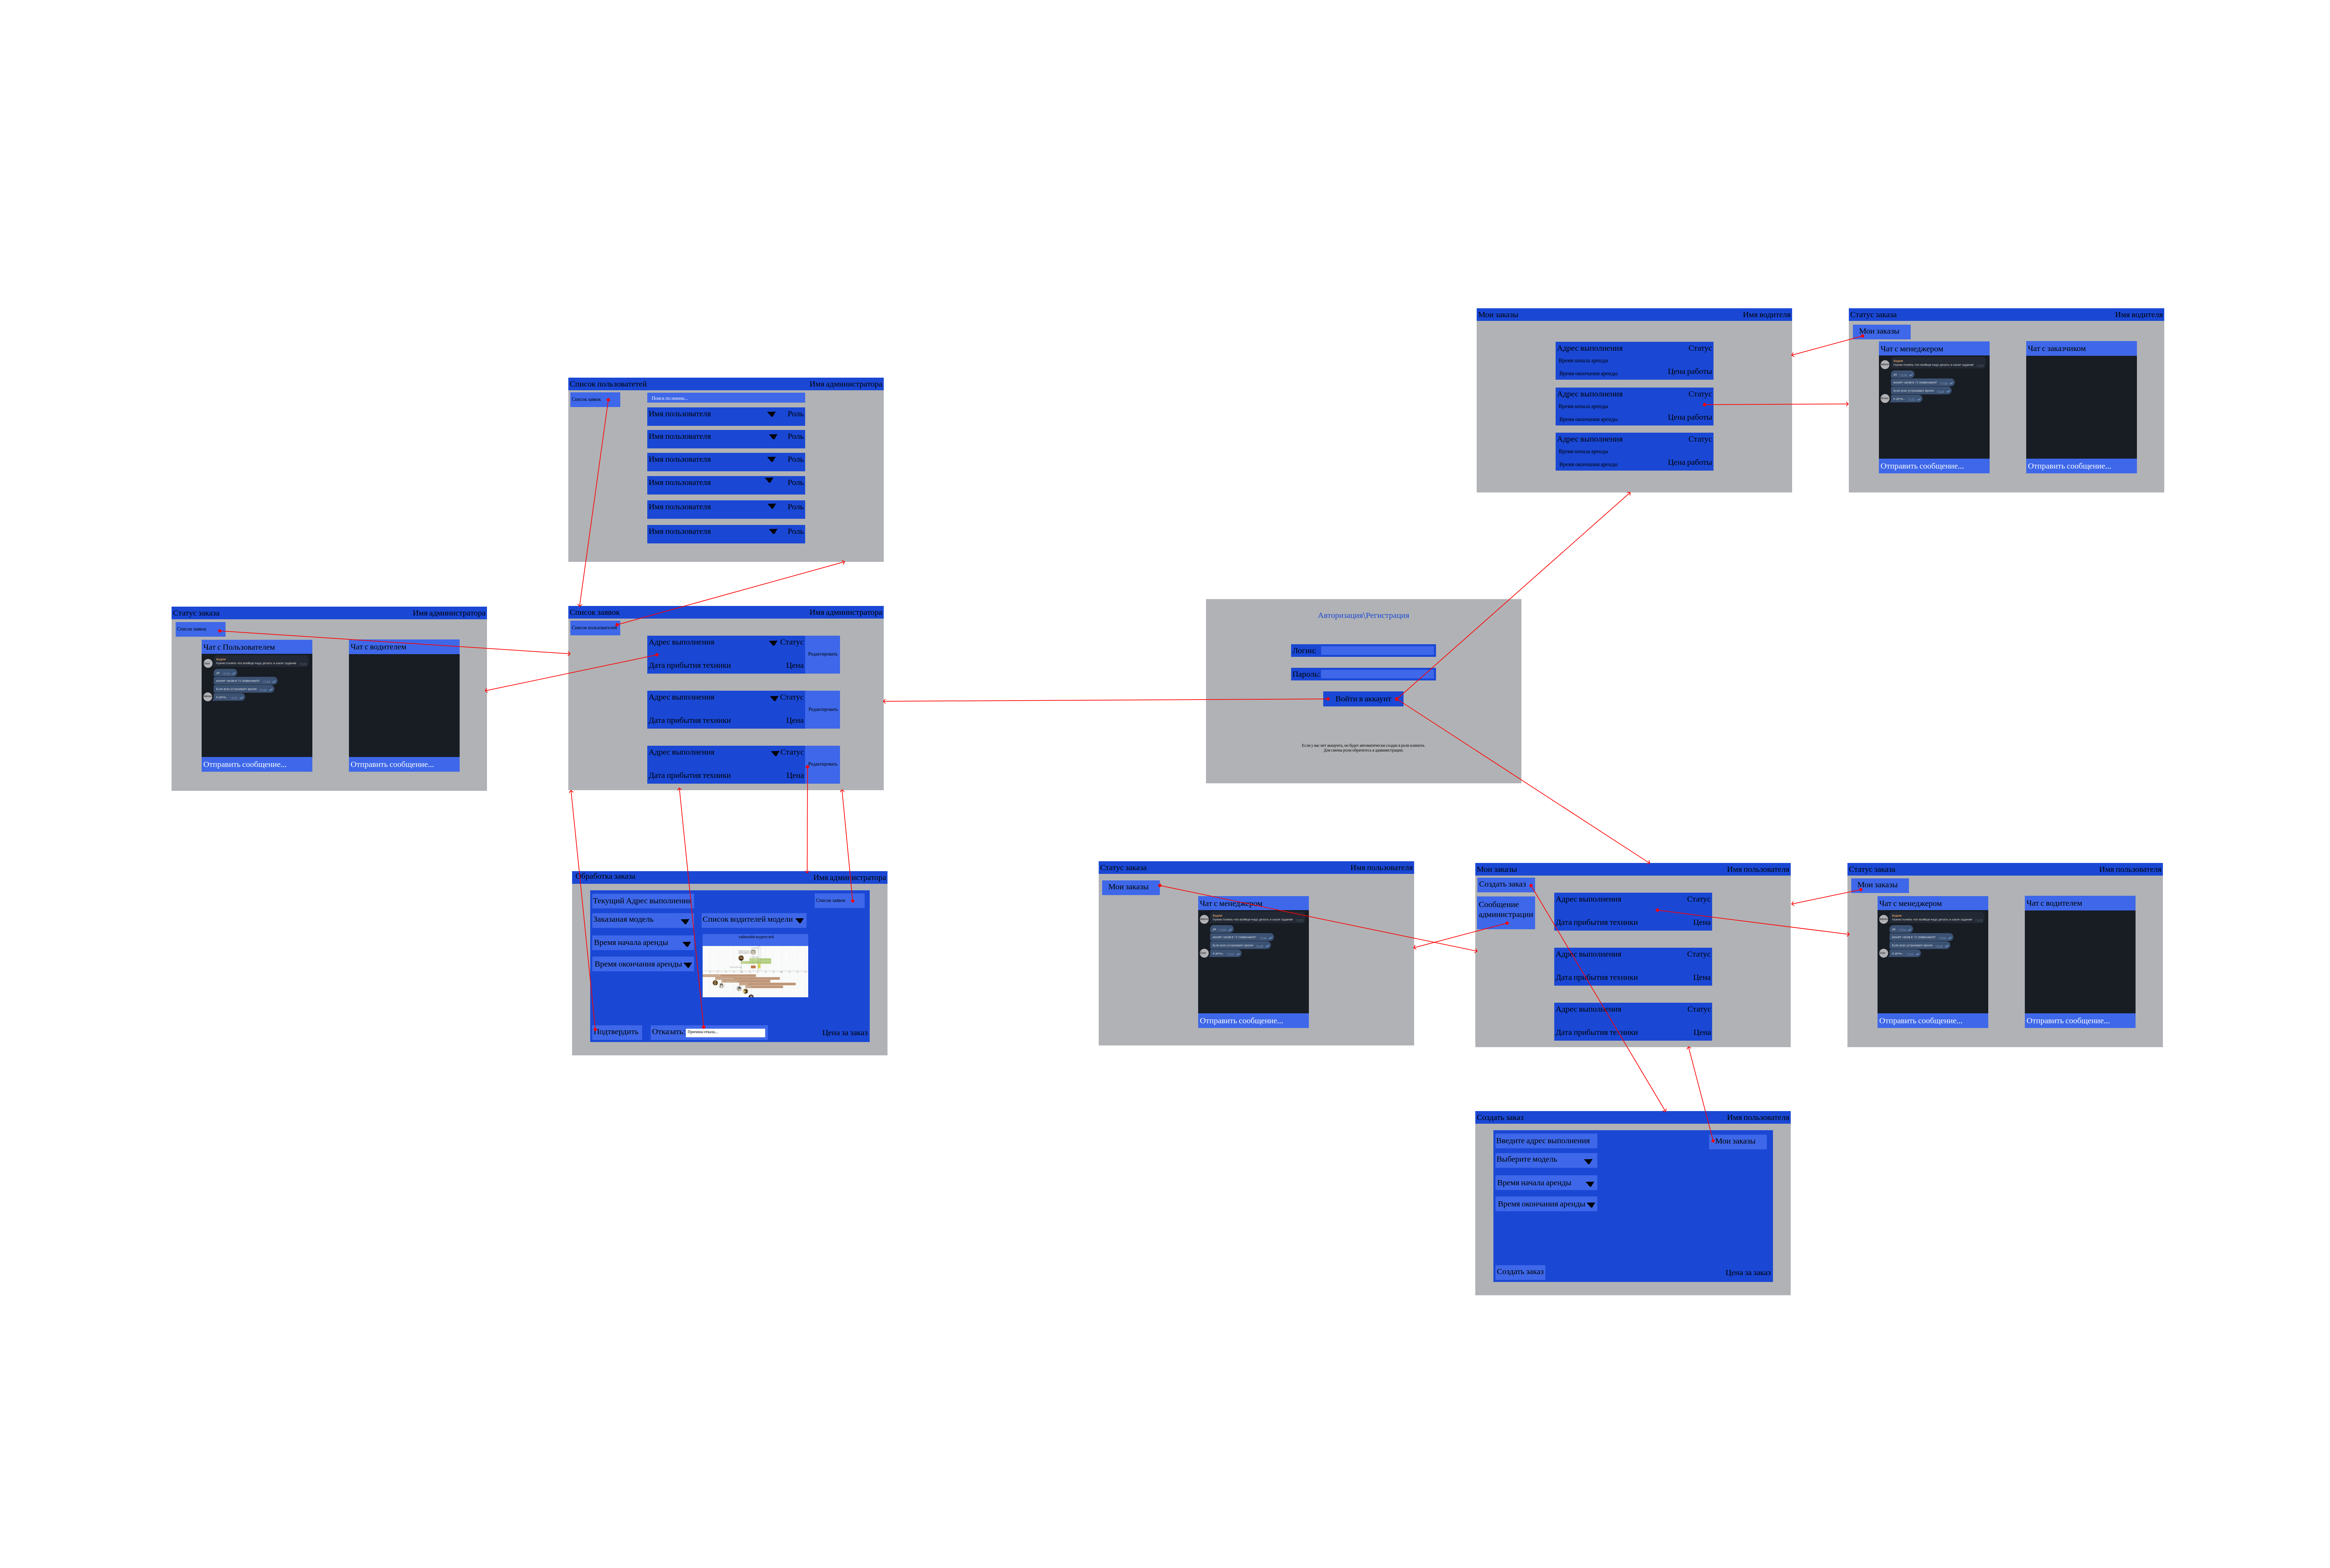 Мои заказы
Имя водителя
Адрес выполнения
Статус
Время начала аренды
Время окончания аренды
Цена работы
Адрес выполнения
Статус
Время начала аренды
Время окончания аренды
Цена работы
Адрес выполнения
Статус
Время начала аренды
Время окончания аренды
Цена работы
Статус заказа
Имя водителя
Мои заказы
Чат с менеджером
Отправить сообщение...
Чат с заказчиком
Отправить сообщение...
Список пользователей
Имя администратора
Список заявок
Поиск по имени...
Имя пользователя
Роль
Имя пользователя
Роль
Имя пользователя
Роль
Имя пользователя
Роль
Имя пользователя
Роль
Имя пользователя
Роль
Статус заказа
Имя администратора
Список заявок
Чат с Пользователем
Отправить сообщение...
Чат с водителем
Отправить сообщение...
Список заявок
Имя администратора
Список пользователей
Адрес выполнения
Статус
Дата прибытия техники
Цена
Редактировать
Адрес выполнения
Статус
Дата прибытия техники
Цена
Редактировать
Адрес выполнения
Статус
Дата прибытия техники
Цена
Редактировать
Авторизация\Регистрация
Логин:
Пароль:
Войти в аккаунт
Если у вас нет аккаунта, он будет автоматически создан в роли клиента.
Для смены роли обратитесь к администрации.
Обработка заказа
Имя администратора
Текущий Адрес выполнения
Список заявок
Заказаная модель
Список водителей модели
Время начала аренды
Время окончания аренды
Подтвердить
Отказать:
Причина отказа...
Цена за заказ
Статус заказа
Имя пользователя
Мои заказы
Чат с менеджером
Отправить сообщение...
Мои заказы
Имя пользователя
Создать заказ
Сообщение
администрации
Адрес выполнения
Статус
Дата прибытия техники
Цена
Адрес выполнения
Статус
Дата прибытия техники
Цена
Адрес выполнения
Статус
Дата прибытия техники
Цена
Статус заказа
Имя пользователя
Мои заказы
Чат с менеджером
Отправить сообщение...
Чат с водителем
Отправить сообщение...
Создать заказ
Имя пользователя
Введите адрес выполнения
Мои заказы
Выберите модель
Время начала аренды
Время окончания аренды
Создать заказ
Цена за заказ